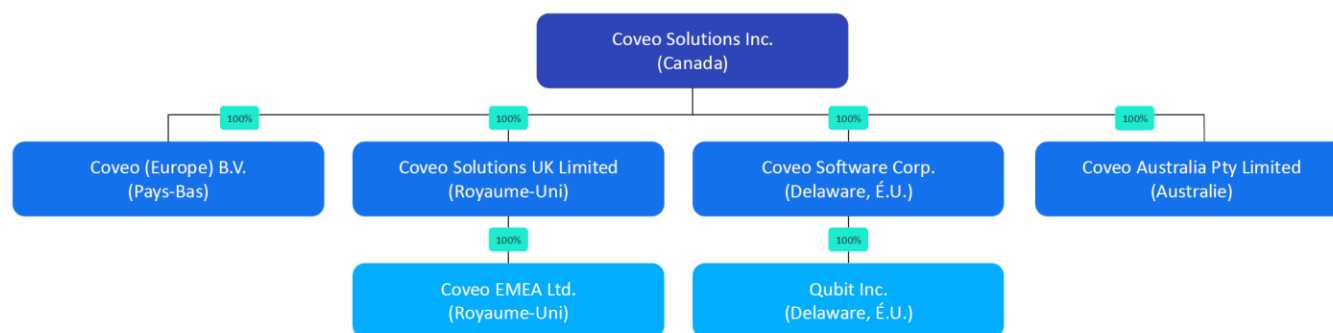 Coveo Solutions Inc.
(Canada)
100%
100%
100%
100%
Coveo (Europe) B.V.
(Pays-Bas)
Coveo Solutions UK Limited
(Royaume-Uni)
Coveo Software Corp.
(Delaware, É.U.)
Coveo Australia Pty Limited
(Australie)
100%
100%
Coveo EMEA Ltd.
(Royaume-Uni)
Qubit Inc.
(Delaware, É.U.)